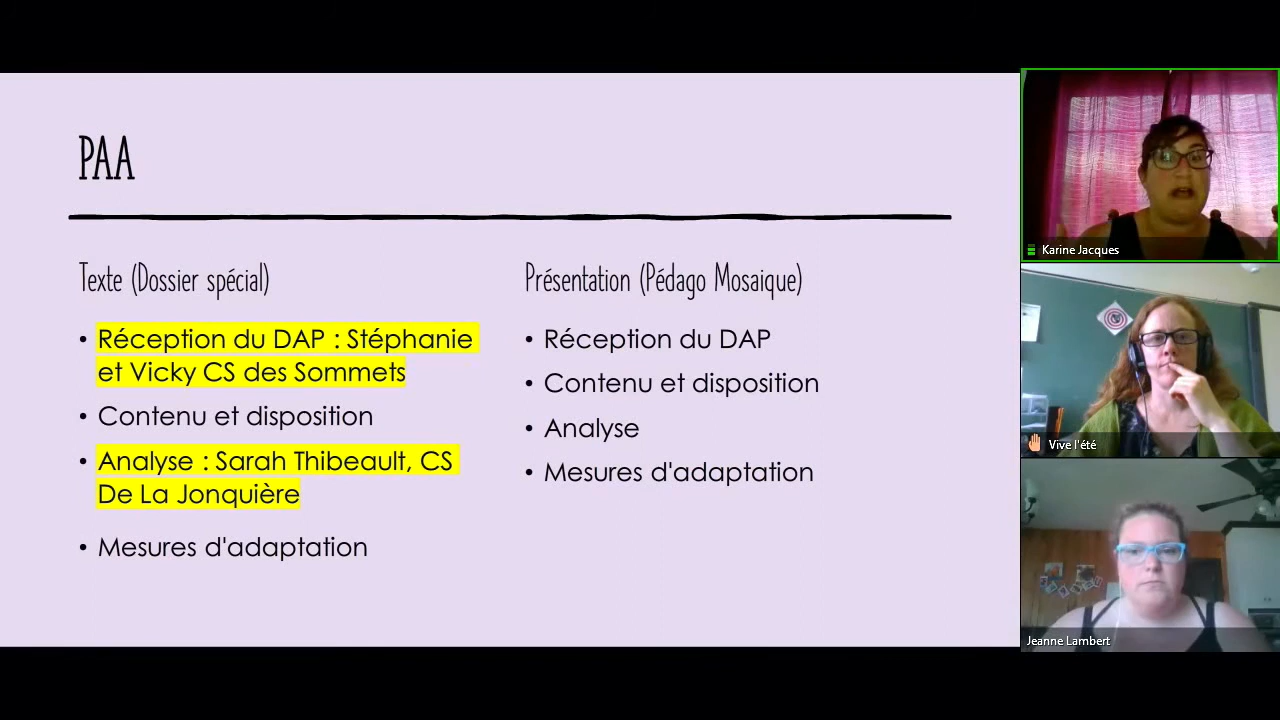 PAA
Texte (Dossier spécial)
• Réception du DAP : Stéphanie
et Vicky CS des Sommets
• Contenu et disposition
• Analyse : Sarah Thibeault, CS
De La Jonquière
• Mesures d'adaptation
Présentation (Pédago Mosaique)
• Réception du DAP
• Contenu et disposition
• Analyse
• Mesures d'adaptation
Karine Jacques
Vive l'été
Jeanne Lambert